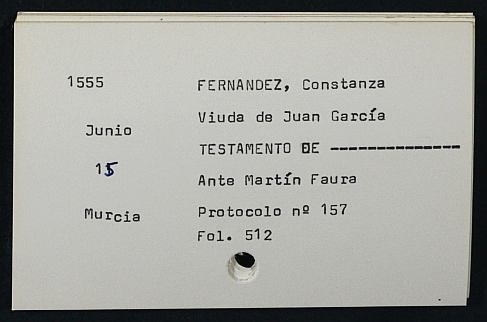 1555 FERNANDEZ, Constanza
Viuda de Juan García
Junio
TESTAMENTO DE --------------
15
Ante Martín Faura
Murcia Protocolo nº 157
Fol. 512